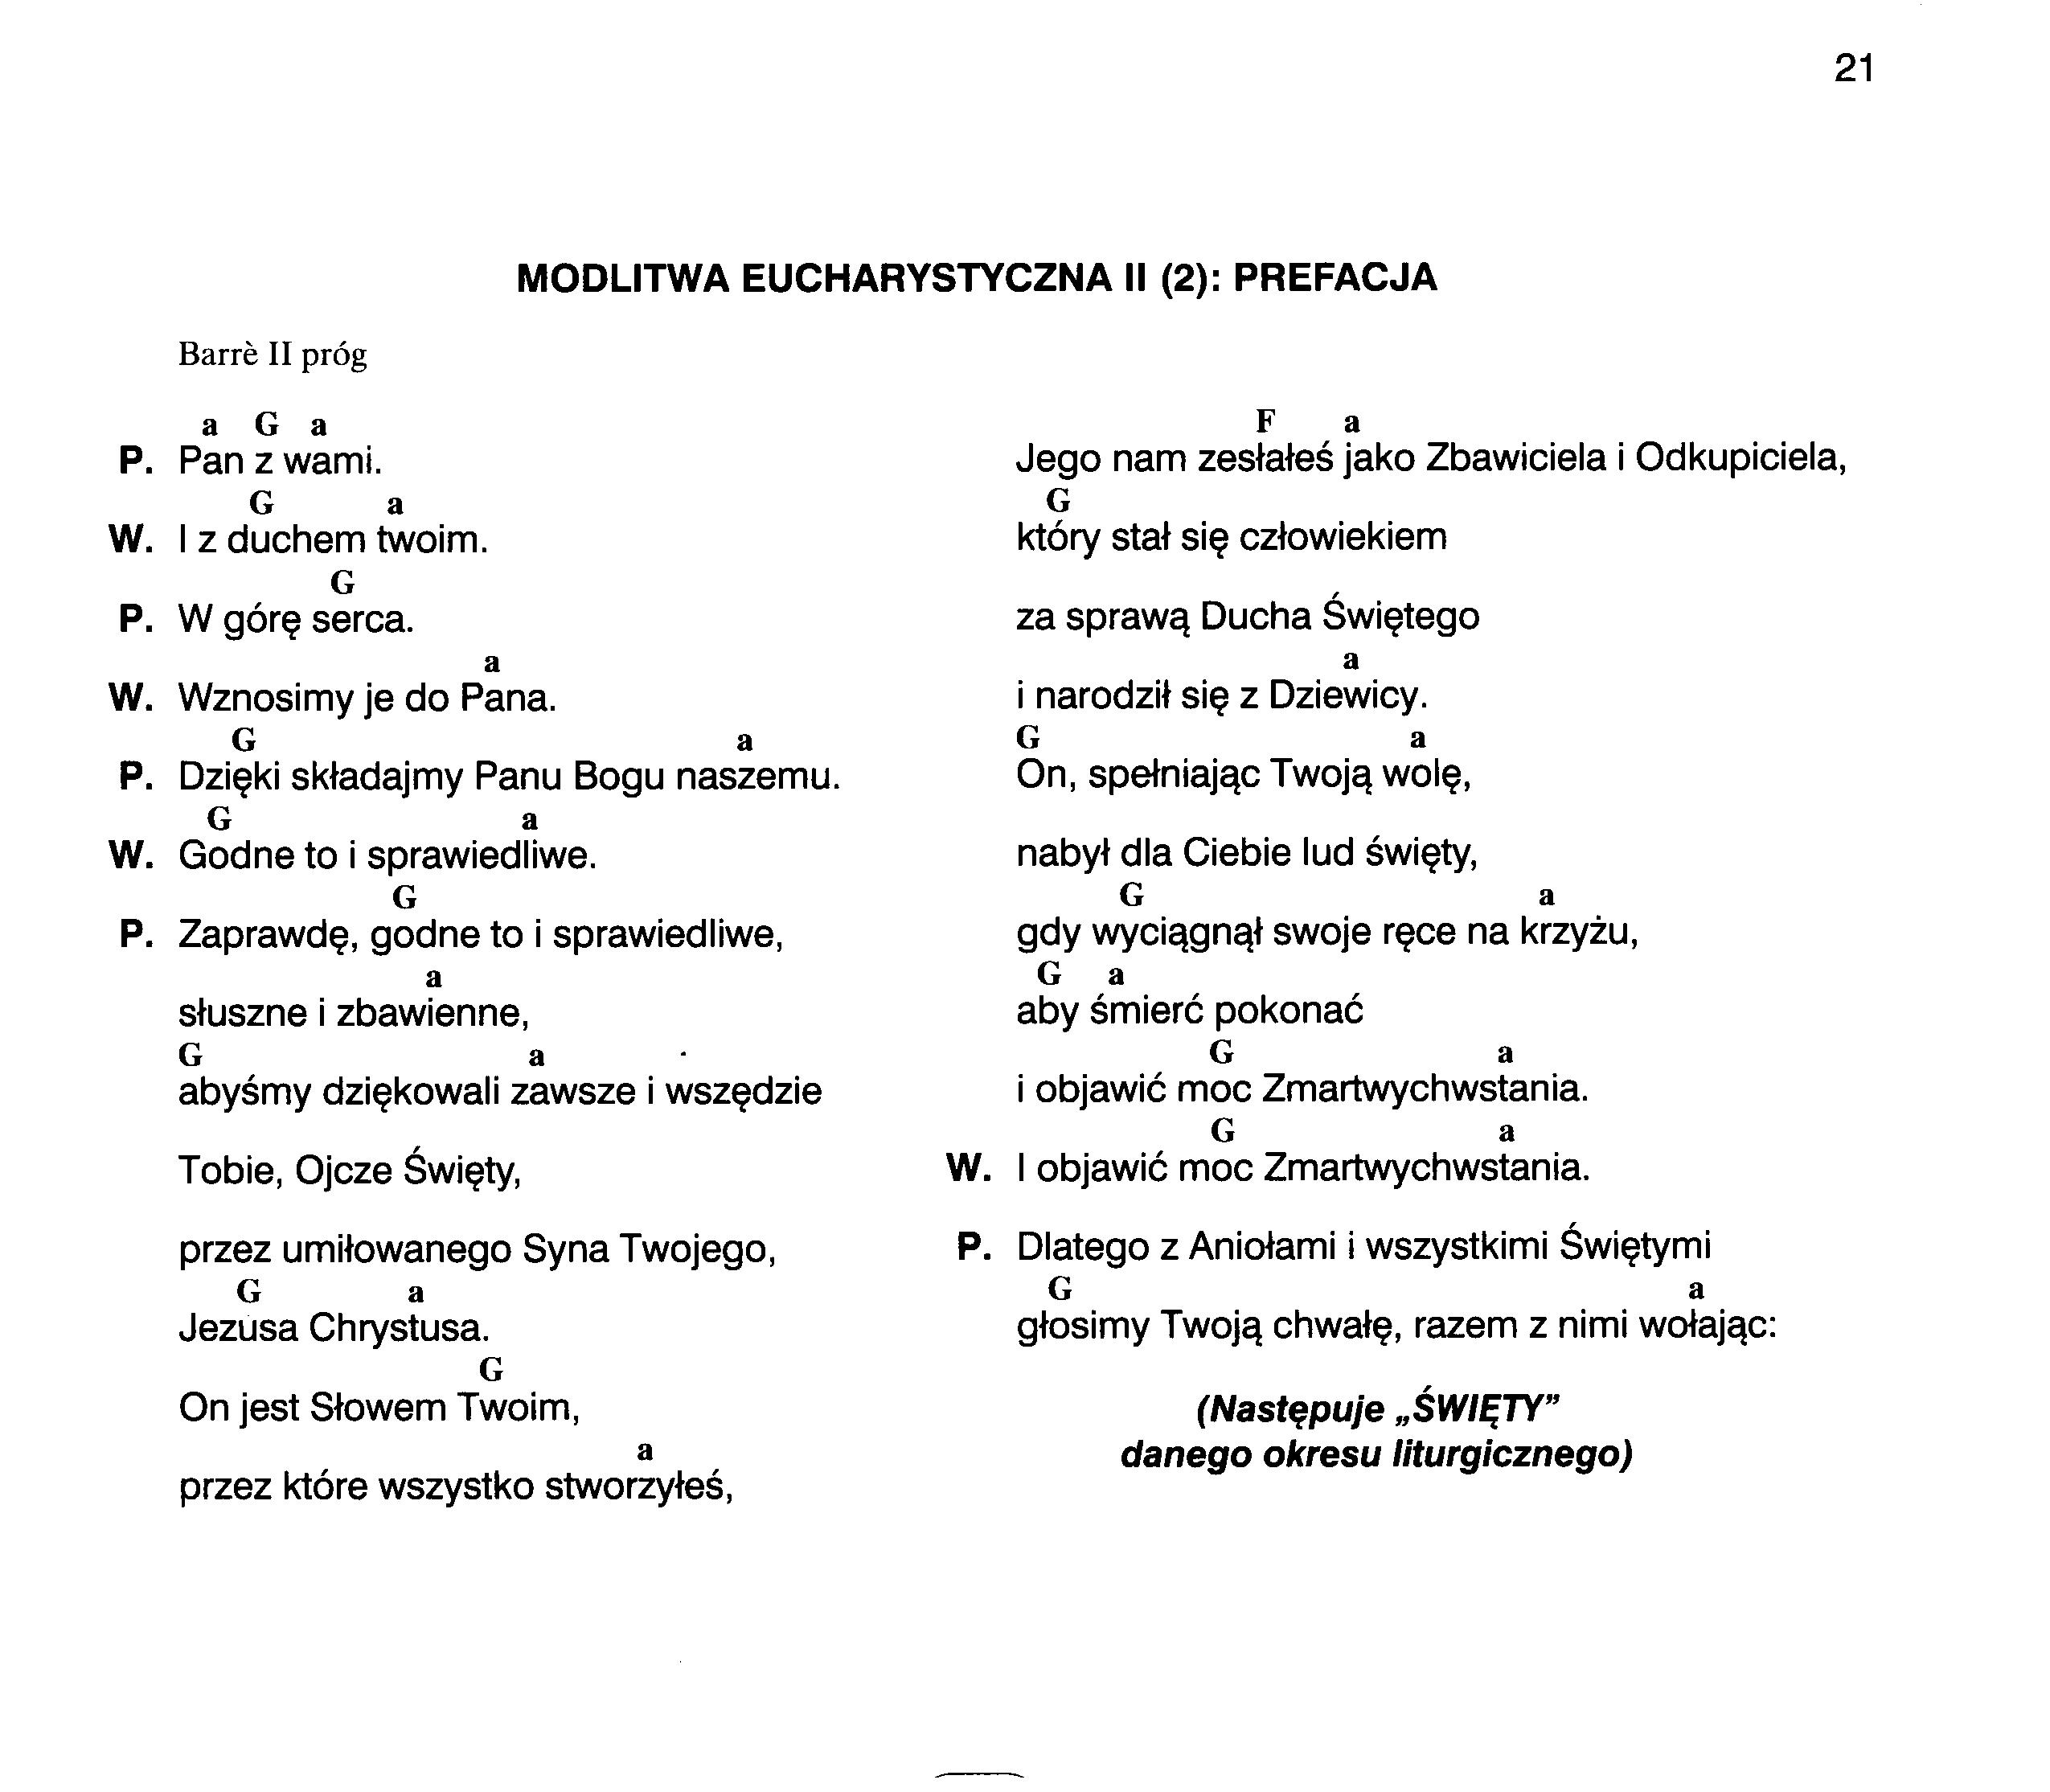 21
MODLITWA EUCHARYSTYCZNA II (2): PREFACJA
Barrè II próg
a G a
P. Pan z wami.
G a
W. I z duchem twoim.
G
P. W górę serca.
a
W. Wznosimy je do Pana.
G a
P. Dzięki składajmy Panu Bogu naszemu.
G a
W. Godne to i sprawiedliwe.
G
P. Zaprawdę, godne to i sprawiedliwe,
a
słuszne i zbawienne,
G a
abyśmy dziękowali zawsze i wszędzie
Tobie, Ojcze Święty,
przez umiłowanego Syna Twojego,
G a
Jezusa Chrystusa.
G
On jest Słowem Twoim,
a
przez które wszystko stworzyłeś,
F a
Jego nam zesłałeś jako Zbawiciela i Odkupiciela,
G
który stał się człowiekiem
za sprawą Ducha Świętego
a
i narodził się z Dziewicy.
G a
On, spełniając Twoją wolę,
nabył dla Ciebie lud święty,
G a
gdy wyciągnął swoje ręce na krzyżu,
G a
aby śmierć pokonać
G a
i objawić moc Zmartwychwstania.
G a
W. I objawić moc Zmartwychwstania.
P. Dlatego z Aniołami i wszystkimi Świętymi
G a
głosimy Twoją chwałę, razem z nimi wołając:
(Następuje „ŚWIĘTY”
danego okresu liturgicznego)